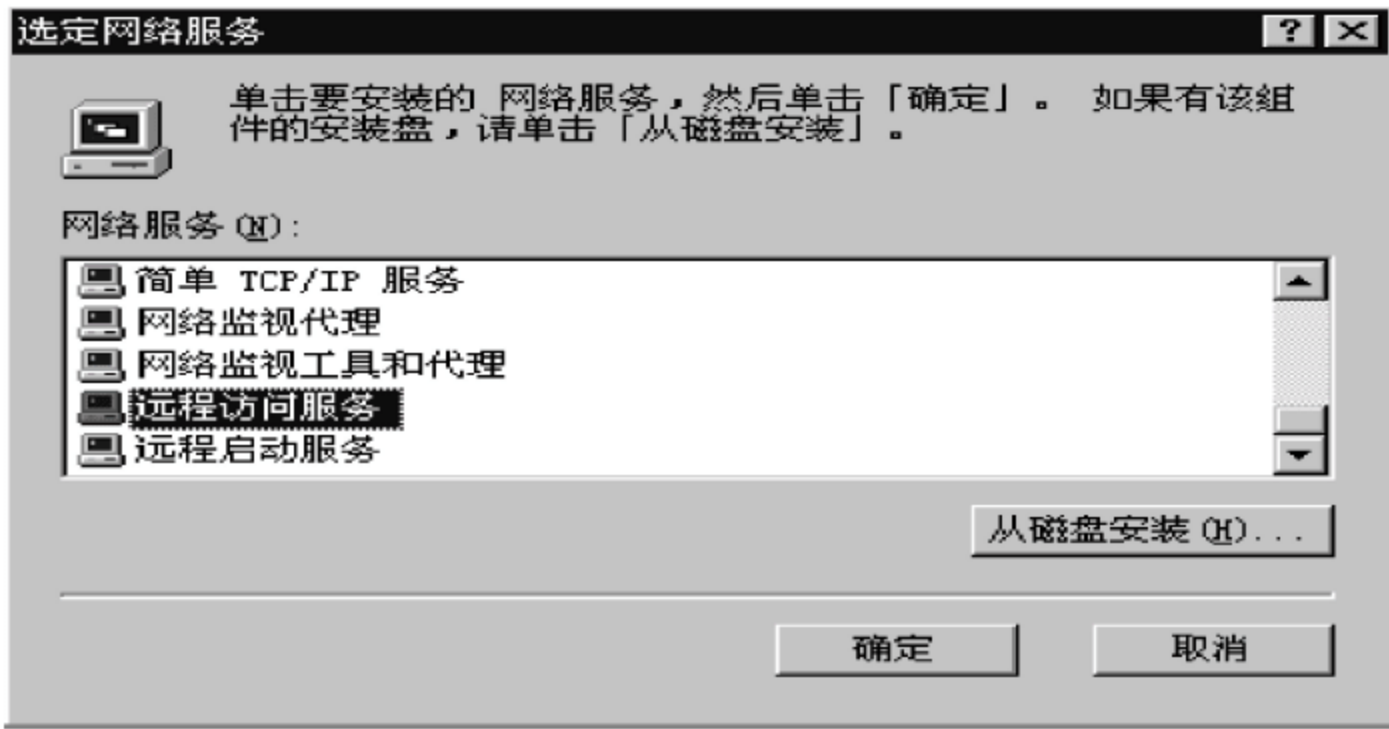 选定网络服务
单击要安装的 网络服务，然后单击「确定」。 如果有该组
件的安装盘，请单击「从磁盘安装」。
网络服务(N):
简单 TCP/IP 服务
网络监视代理
网络监视工具和代理
远程访问服务
远程启动服务
从磁盘安装(H)...
确定
取消